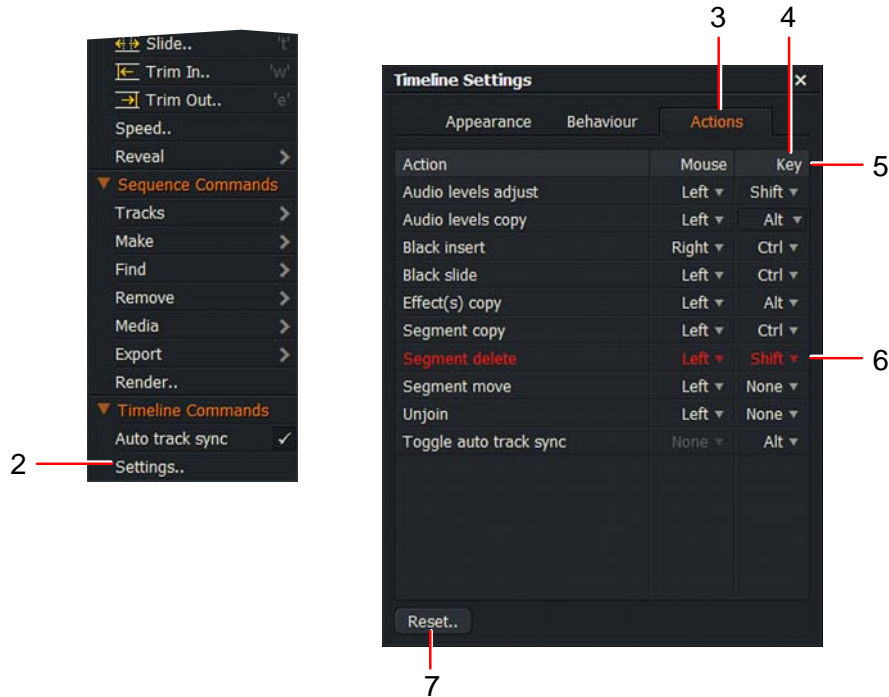 3 4
Slide.. 't'
Trim In.. 'w'
Trim Out.. 'e'
Speed..
Reveal
Sequence Commands
Tracks
Make
Find
Remove
Media
Export
Render..
Timeline Commands
Auto track sync
2 Settings..
Timeline Settings
Appearance Behaviour Actions
Action Mouse Key 5
Audio levels adjust Left Shift
Audio levels copy Left Alt
Black insert Right Ctrl
Black slide Left Ctrl
Effect(s) copy Left Alt
Segment copy Left Ctrl
Segment delete Left Shift 6
Segment move Left None
Unjoin Left None
Toggle auto track sync None Alt
Reset..
7